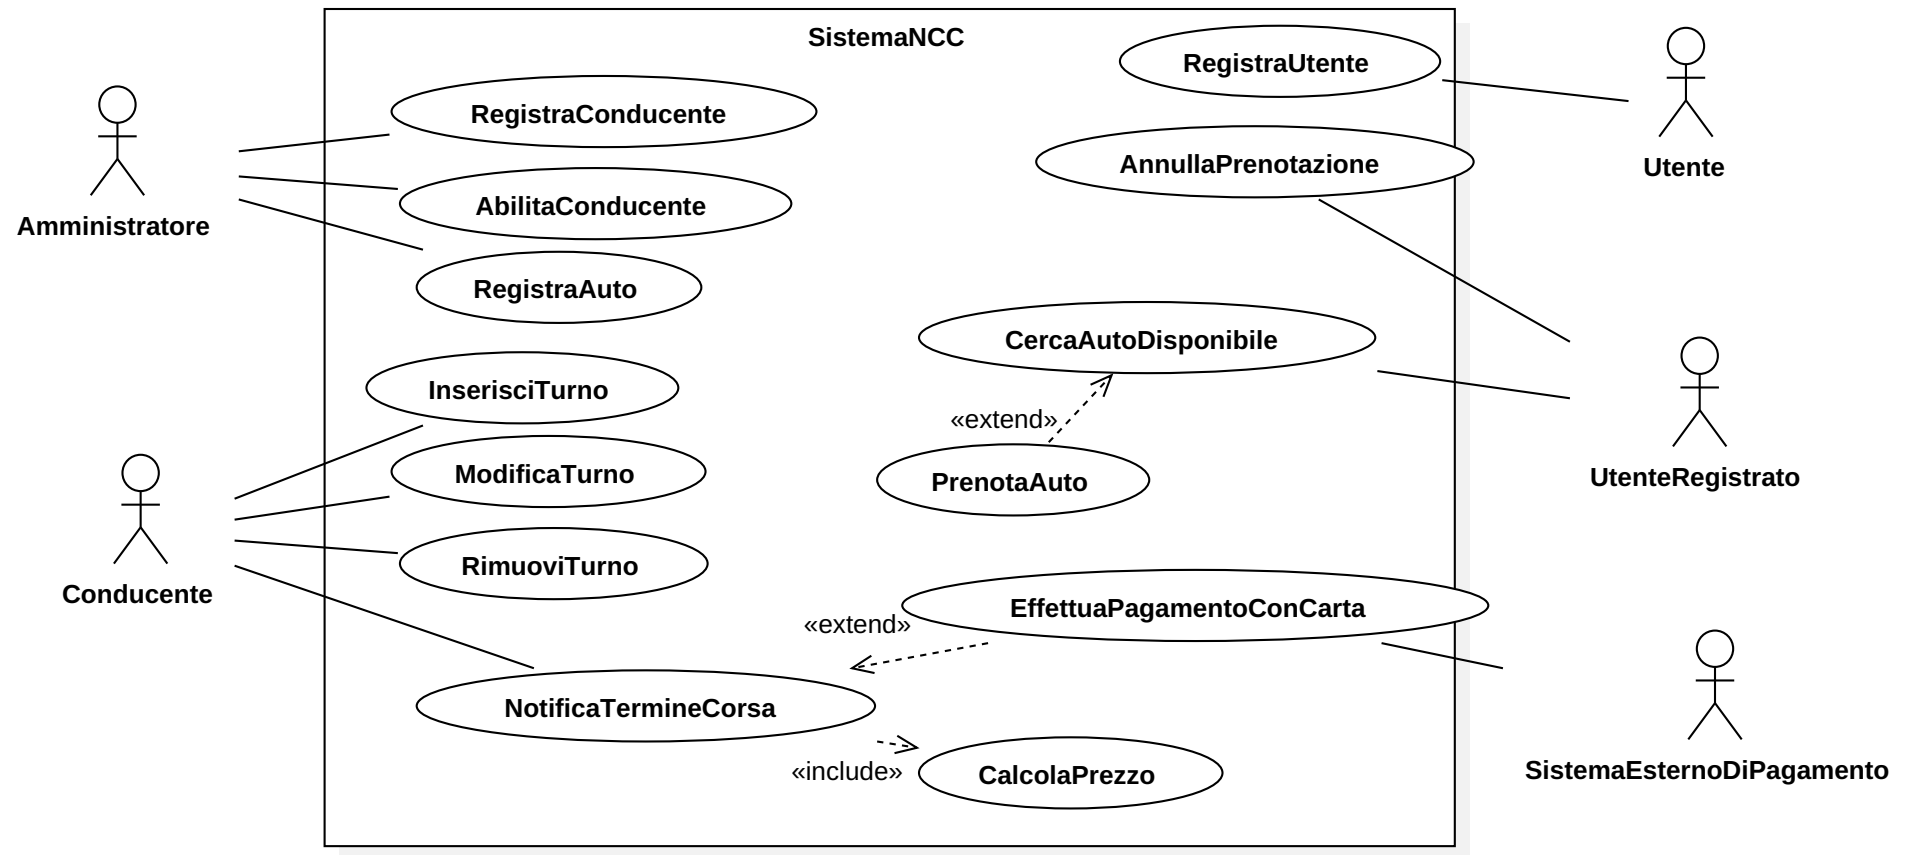 SistemaNCC
RegistraUtente
RegistraConducente
AnnullaPrenotazione
Utente
AbilitaConducente
Amministratore
RegistraAuto
CercaAutoDisponibile
InserisciTurno
«extend»
ModificaTurno
PrenotaAuto
UtenteRegistrato
RimuoviTurno
Conducente
EffettuaPagamentoConCarta
«extend»
NotificaTermineCorsa
«include»
CalcolaPrezzo
SistemaEsternoDiPagamento